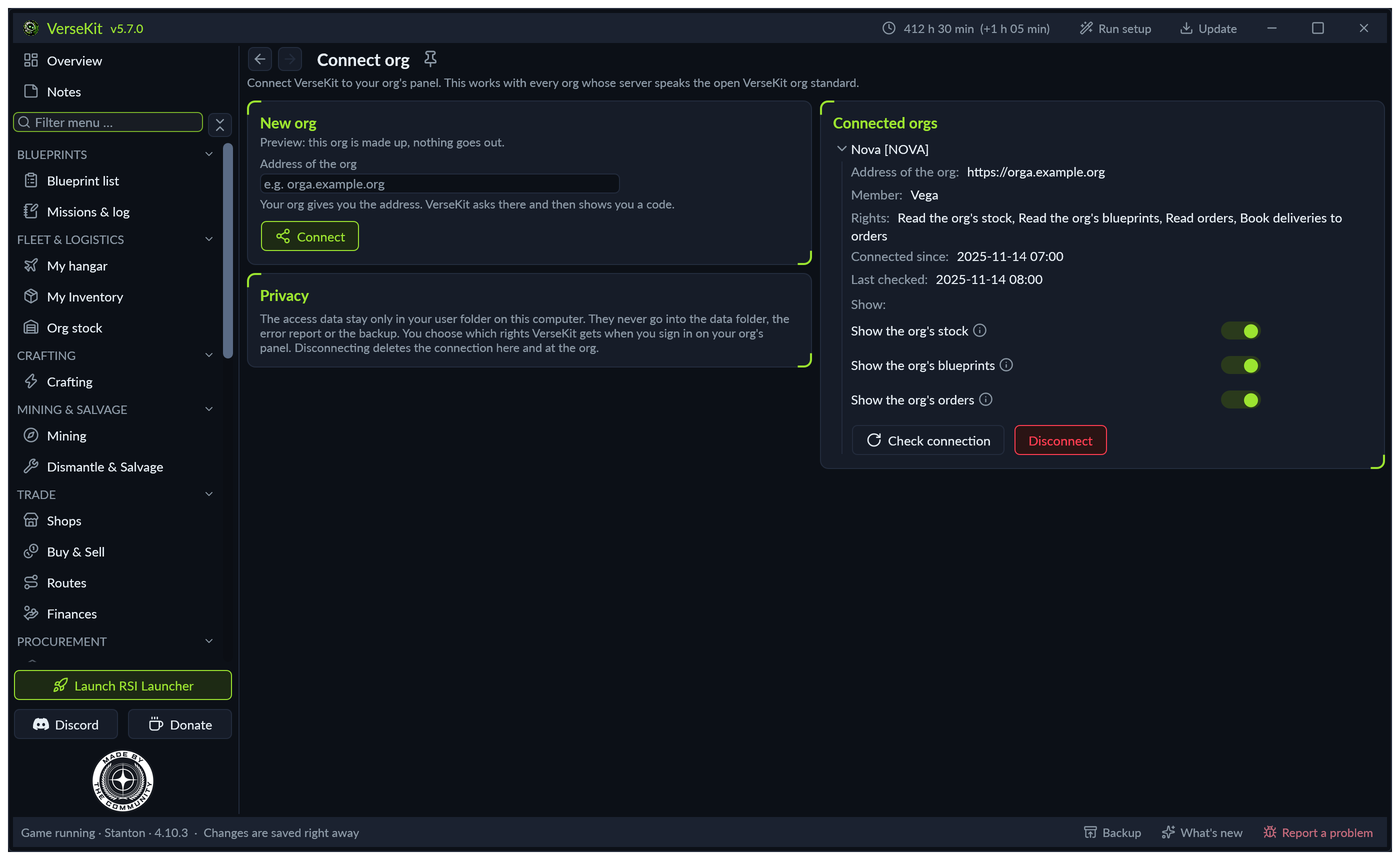 VerseKit v5.7.0
412 h 30 min (+1 h 05 min)
Run setup
Update
Overview
Notes
Filter menu ...
BLUEPRINTS
Blueprint list
Missions & log
FLEET & LOGISTICS
My hangar
My Inventory
Org stock
CRAFTING
Crafting
MINING & SALVAGE
Mining
Dismantle & Salvage
TRADE
Shops
Buy & Sell
Routes
Finances
PROCUREMENT
Launch RSI Launcher
Discord
Donate
MADE BY
THE COMMUNITY
Connect org
Connect VerseKit to your org's panel. This works with every org whose server speaks the open VerseKit org standard.
New org
Preview: this org is made up, nothing goes out.
Address of the org
e.g. orga.example.org
Your org gives you the address. VerseKit asks there and then shows you a code.
Connect
Privacy
The access data stay only in your user folder on this computer. They never go into the data folder, the
error report or the backup. You choose which rights VerseKit gets when you sign in on your org's
panel. Disconnecting deletes the connection here and at the org.
Connected orgs
Nova [NOVA]
Address of the org: https://orga.example.org
Member: Vega
Rights: Read the org's stock, Read the org's blueprints, Read orders, Book deliveries to
orders
Connected since: 2025-11-14 07:00
Last checked: 2025-11-14 08:00
Show:
Show the org's stock
Show the org's blueprints
Show the org's orders
Check connection
Disconnect
Game running · Stanton · 4.10.3 · Changes are saved right away
Backup
What's new
Report a problem